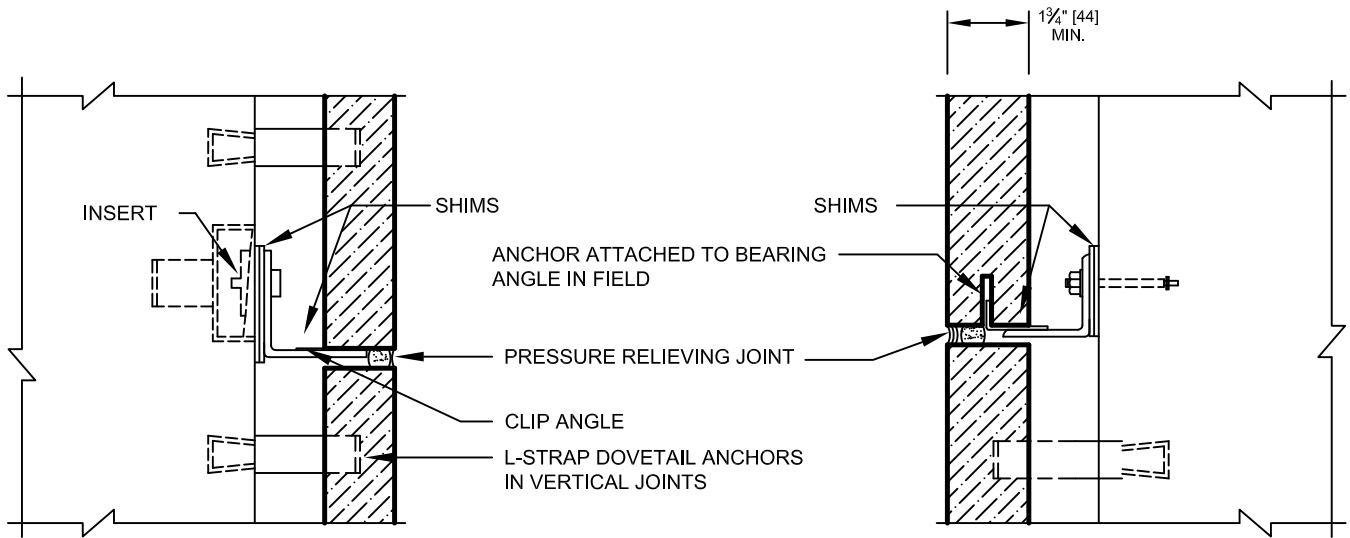 1¾" [44]
MIN.
INSERT
SHIMS
SHIMS
ANCHOR ATTACHED TO BEARING
ANGLE IN FIELD
PRESSURE RELIEVING JOINT
CLIP ANGLE
L-STRAP DOVETAIL ANCHORS
IN VERTICAL JOINTS